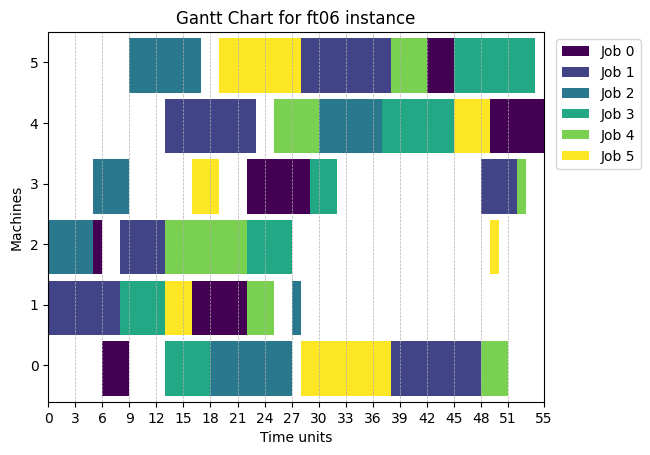 Gantt Chart for ft06 instance
Machines
5
4
3
2
1
0
0 3 6 9 12 15 18 21 24 27 30 33 36 39 42 45 48 51 55
Time units
Job 0
Job 1
Job 2
Job 3
Job 4
Job 5